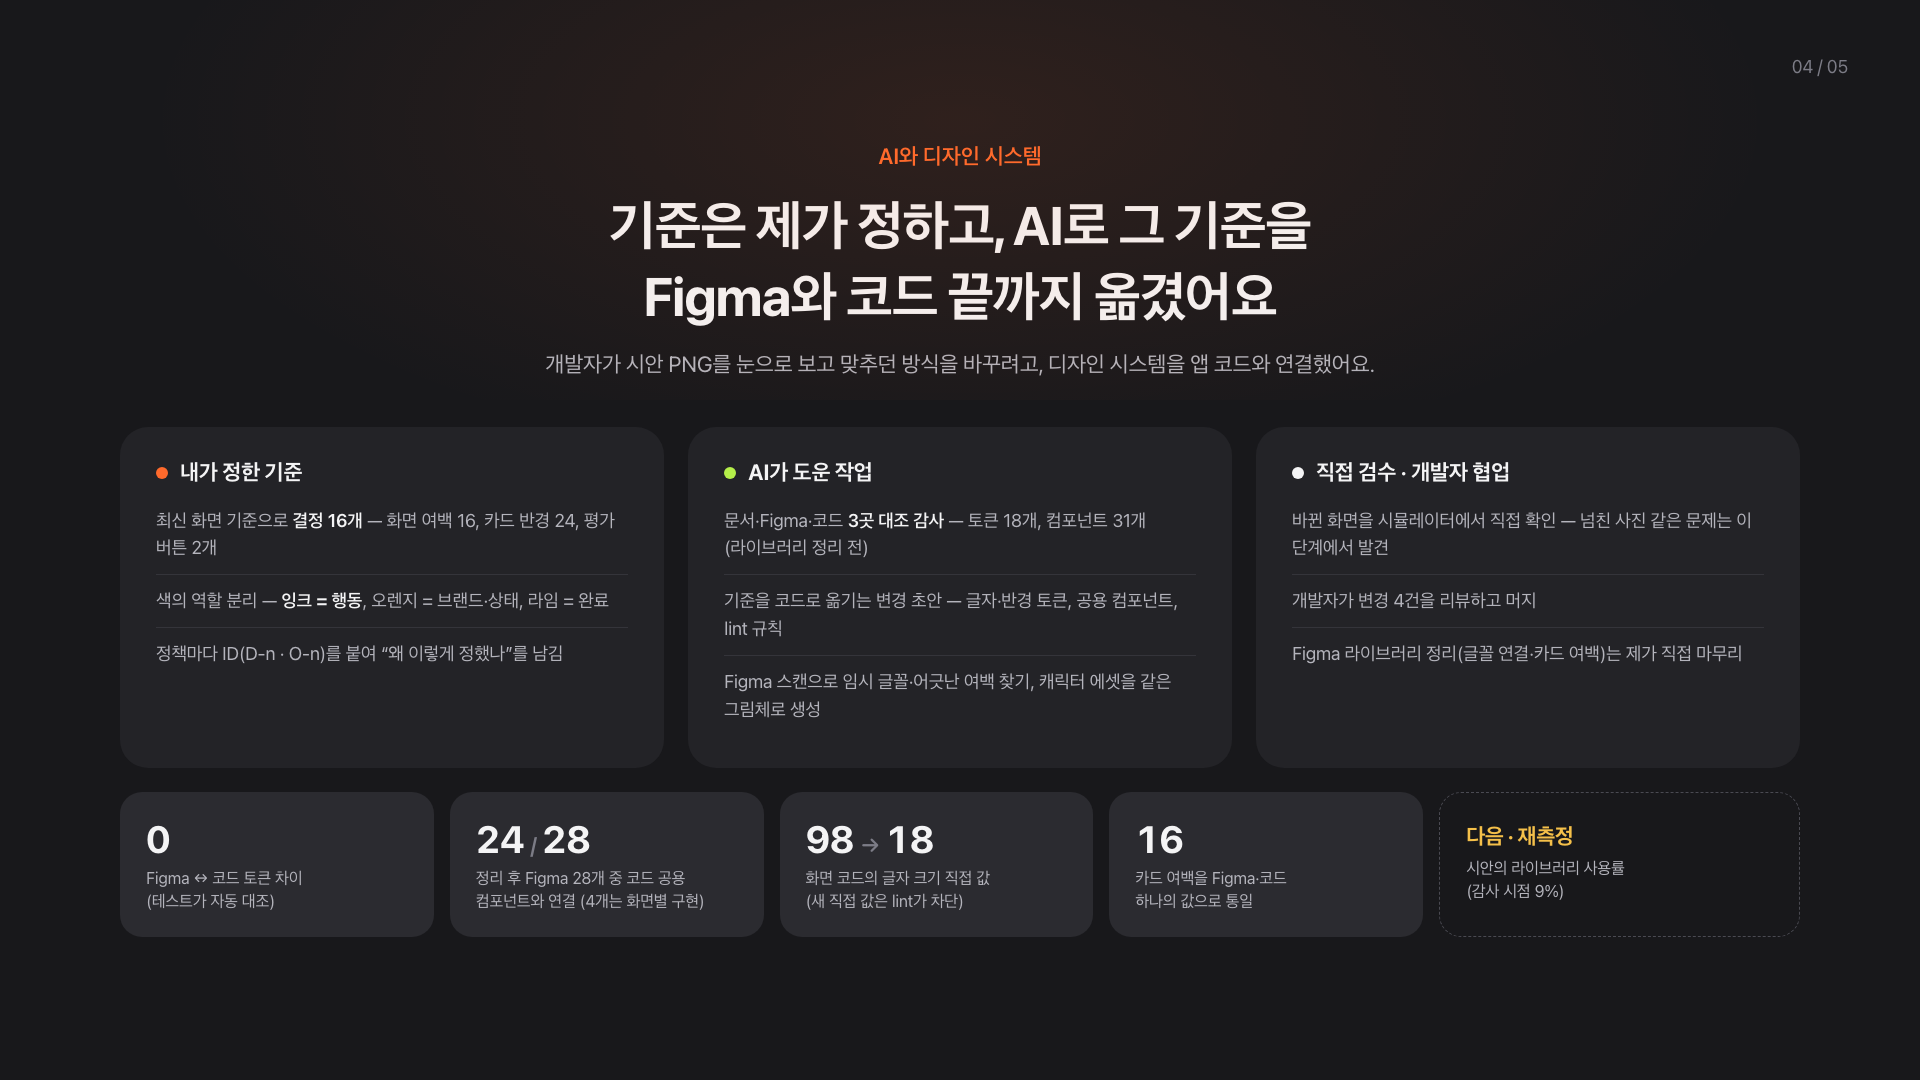 04 / 05
AI와 디자인 시스템
기준은 제가 정하고, AI로 그 기준을
Figma와 코드 끝까지 옮겼어요
개발자가 시안 PNG를 눈으로 보고 맞추던 방식을 바꾸려고, 디자인 시스템을 앱 코드와 연결했어요.
내가 정한 기준
최신 화면 기준으로 결정 16개 — 화면 여백 16, 카드 반경 24, 평가
버튼 2개
색의 역할 분리 — 잉크 = 행동, 오렌지 = 브랜드·상태, 라임 = 완료
정책마다 ID(D-n · O-n)를 붙여 “왜 이렇게 정했나”를 남김
AI가 도운 작업
문서·Figma·코드 3곳 대조 감사 — 토큰 18개, 컴포넌트 31개
(라이브러리 정리 전)
기준을 코드로 옮기는 변경 초안 — 글자·반경 토큰, 공용 컴포넌트,
lint 규칙
Figma 스캔으로 임시 글꼴·어긋난 여백 찾기, 캐릭터 에셋을 같은
그림체로 생성
직접 검수 · 개발자 협업
바뀐 화면을 시뮬레이터에서 직접 확인 — 넘친 사진 같은 문제는 이
단계에서 발견
개발자가 변경 4건을 리뷰하고 머지
Figma 라이브러리 정리(글꼴 연결·카드 여백)는 제가 직접 마무리
0
Figma ↔ 코드 토큰 차이
(테스트가 자동 대조)
24 / 28
정리 후 Figma 28개 중 코드 공용
컴포넌트와 연결 (4개는 화면별 구현)
98 → 18
화면 코드의 글자 크기 직접 값
(새 직접 값은 lint가 차단)
16
카드 여백을 Figma·코드
하나의 값으로 통일
다음 · 재측정
시안의 라이브러리 사용률
(감사 시점 9%)